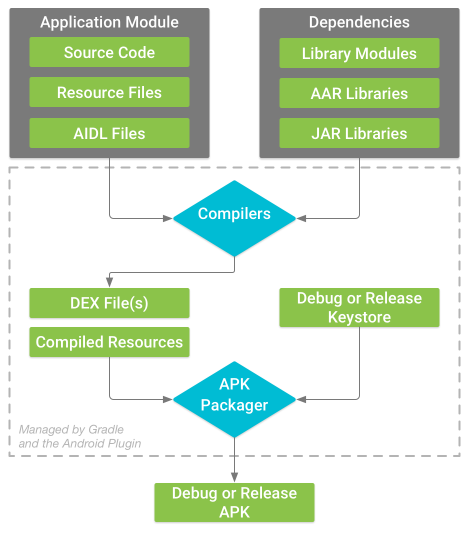 Application Module
Source Code
Resource Files
AIDL Files
Dependencies
Library Modules
AAR Libraries
JAR Libraries
Compilers
DEX File(s)
Compiled Resources
Debug or Release
Keystore
APK
Packager
Managed by Gradle
and the Android Plugin
Debug or Release
APK